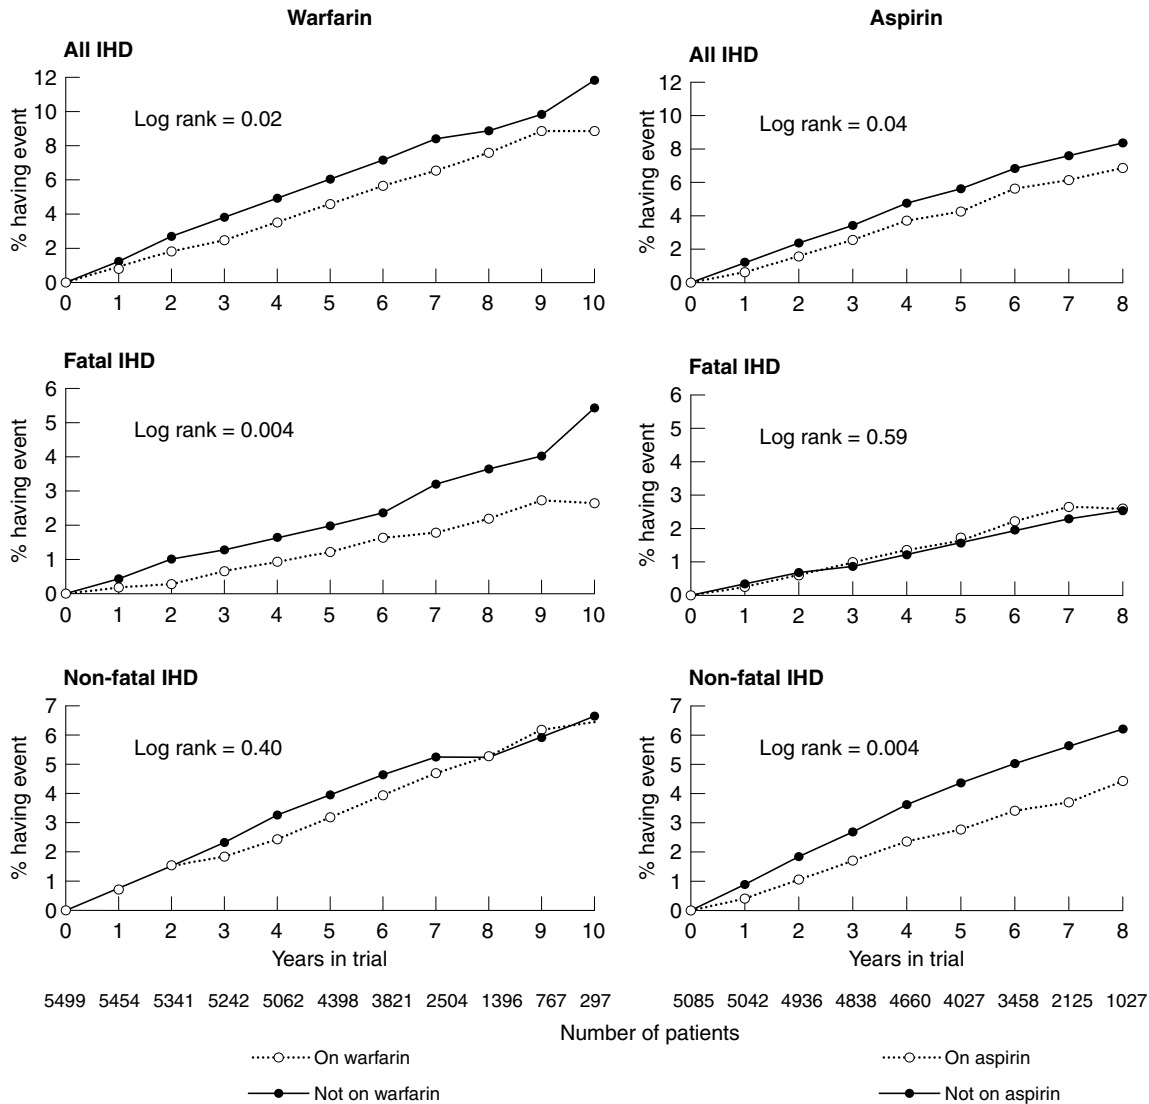 Warfarin
All IHD
12
10
8
6
4
2
0
% having event
Log rank = 0.02
0 1 2 3 4 5 6 7 8 9 10
Fatal IHD
6
5
4
3
2
1
0
% having event
Log rank = 0.004
0 1 2 3 4 5 6 7 8 9 10
Non-fatal IHD
7
6
5
4
3
2
1
0
% having event
Log rank = 0.40
0 1 2 3 4 5 6 7 8 9 10
Years in trial
5499 5454 5341 5242 5062 4398 3821 2504 1396 767 297
Aspirin
All IHD
12
10
8
6
4
2
0
% having event
Log rank = 0.04
0 1 2 3 4 5 6 7 8
Fatal IHD
6
5
4
3
2
1
0
% having event
Log rank = 0.59
0 1 2 3 4 5 6 7 8
Non-fatal IHD
7
6
5
4
3
2
1
0
% having event
Log rank = 0.004
0 1 2 3 4 5 6 7 8
Years in trial
5085 5042 4936 4838 4660 4027 3458 2125 1027
Number of patients
On warfarin
Not on warfarin
On aspirin
Not on aspirin